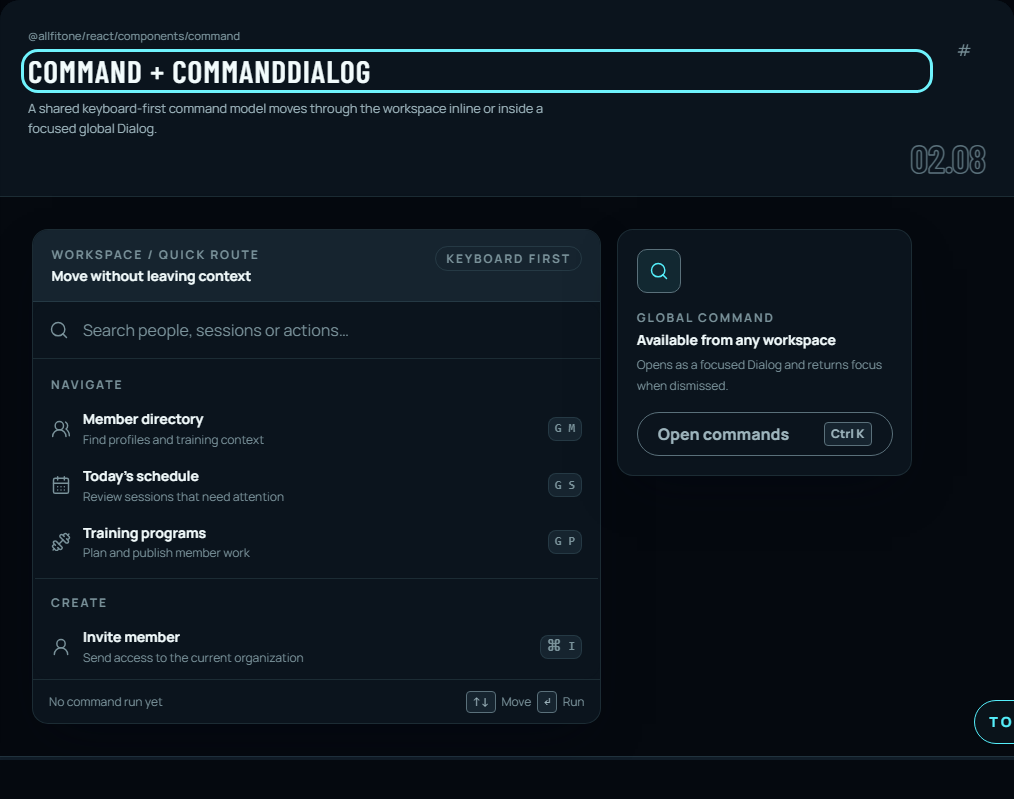 @allfitone/react/components/command
#
COMMAND + COMMANDDIALOG
A shared keyboard-first command model moves through the workspace inline or inside a
focused global Dialog.
02.08
WORKSPACE / QUICK ROUTE
Move without leaving context
KEYBOARD FIRST
Search people, sessions or actions...
NAVIGATE
Member directory
Find profiles and training context
G M
Today's schedule
Review sessions that need attention
G S
Training programs
Plan and publish member work
G P
CREATE
Invite member
Send access to the current organization
⌘ I
No command run yet
↑↓ Move ↲ Run
GLOBAL COMMAND
Available from any workspace
Opens as a focused Dialog and returns focus
when dismissed.
Open commands
Ctrl K
TO